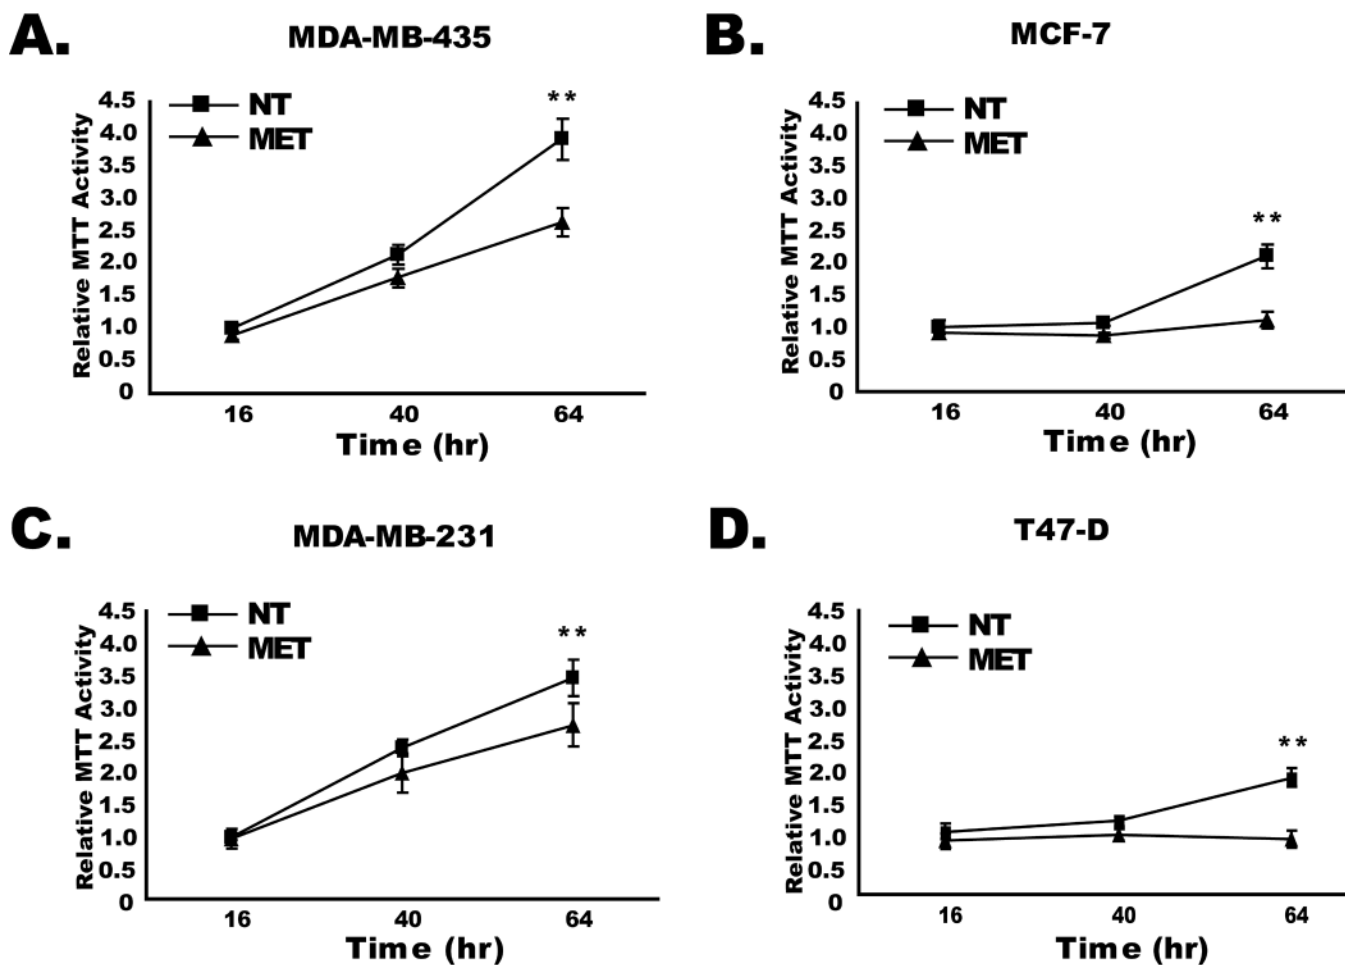 A.
MDA-MB-435
NT
MET
**
Relative MTT Activity
4.5
4.0
3.5
3.0
2.5
2.0
1.5
1.0
0.5
0
16
40
64
Time (hr)
B.
MCF-7
NT
MET
**
Relative MTT Activity
4.5
4.0
3.5
3.0
2.5
2.0
1.5
1.0
0.5
0
16
40
64
Time (hr)
C.
MDA-MB-231
NT
MET
**
Relative MTT Activity
4.5
4.0
3.5
3.0
2.5
2.0
1.5
1.0
0.5
0
16
40
64
Time (hr)
D.
T47-D
NT
MET
**
Relative MTT Activity
4.5
4.0
3.5
3.0
2.5
2.0
1.5
1.0
0.5
0
16
40
64
Time (hr)